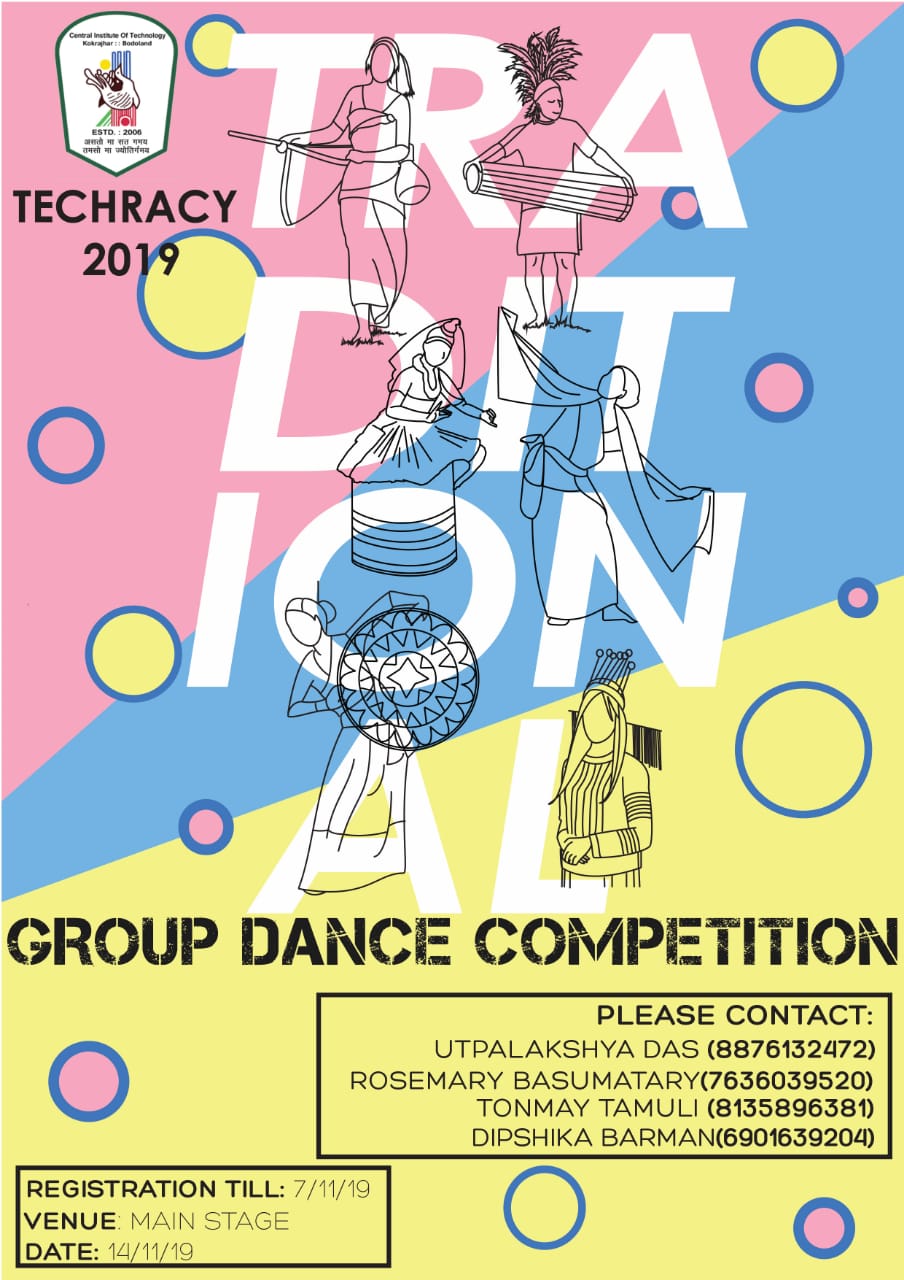 Central Institute Of Technology
Kokrajhar : : Bodoland
ESTD. : 2006
असतो मा सत गमय
तमसो मा ज्योतिर्गमय
TECHRACY
2019
TRA
DIT
ION
AL
GROUP DANCE COMPETITION
PLEASE CONTACT:
UTPALAKSHYA DAS (8876132472)
ROSEMARY BASUMATARY(7636039520)
TONMAY TAMULI (8135896381)
DIPSHIKA BARMAN(6901639204)
REGISTRATION TILL: 7/11/19
VENUE: MAIN STAGE
DATE: 14/11/19